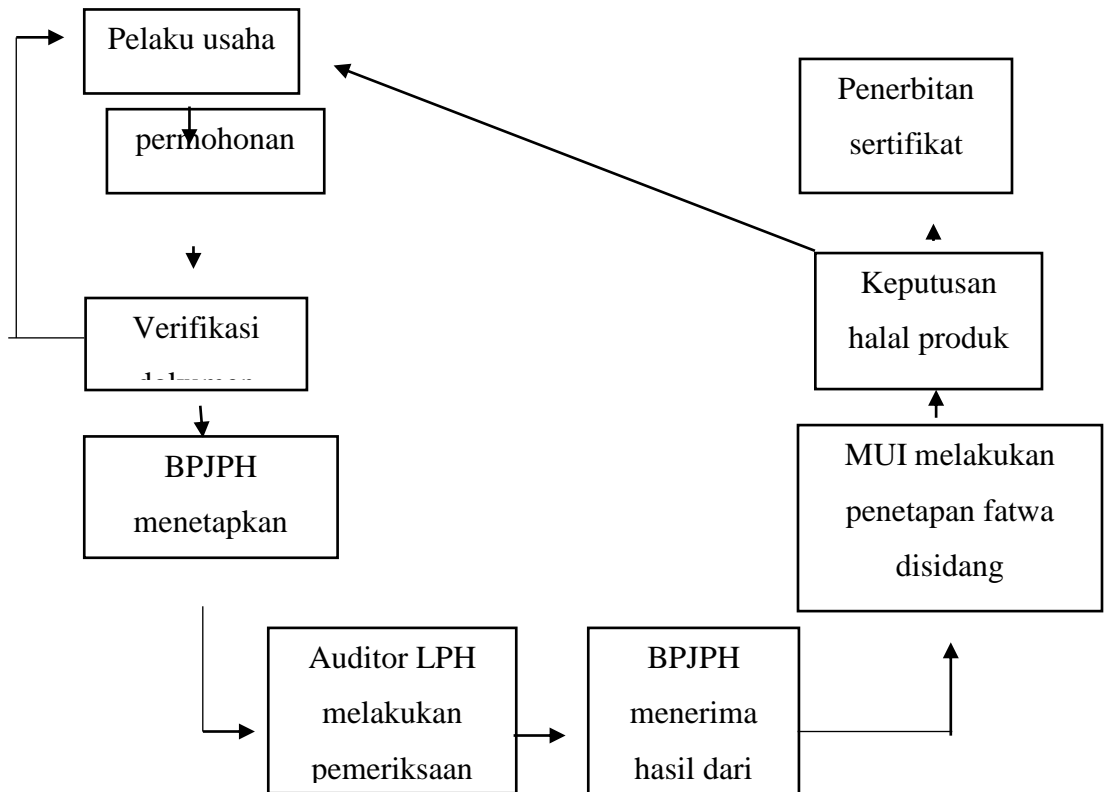 Pelaku usaha
permohonan
Verifikasi
BPJPH
menetapkan
Auditor LPH
melakukan
pemeriksaan
BPJPH
menerima
hasil dari
MUI melakukan
penetapan fatwa
disidang
Keputusan
halal produk
Penerbitan
sertifikat